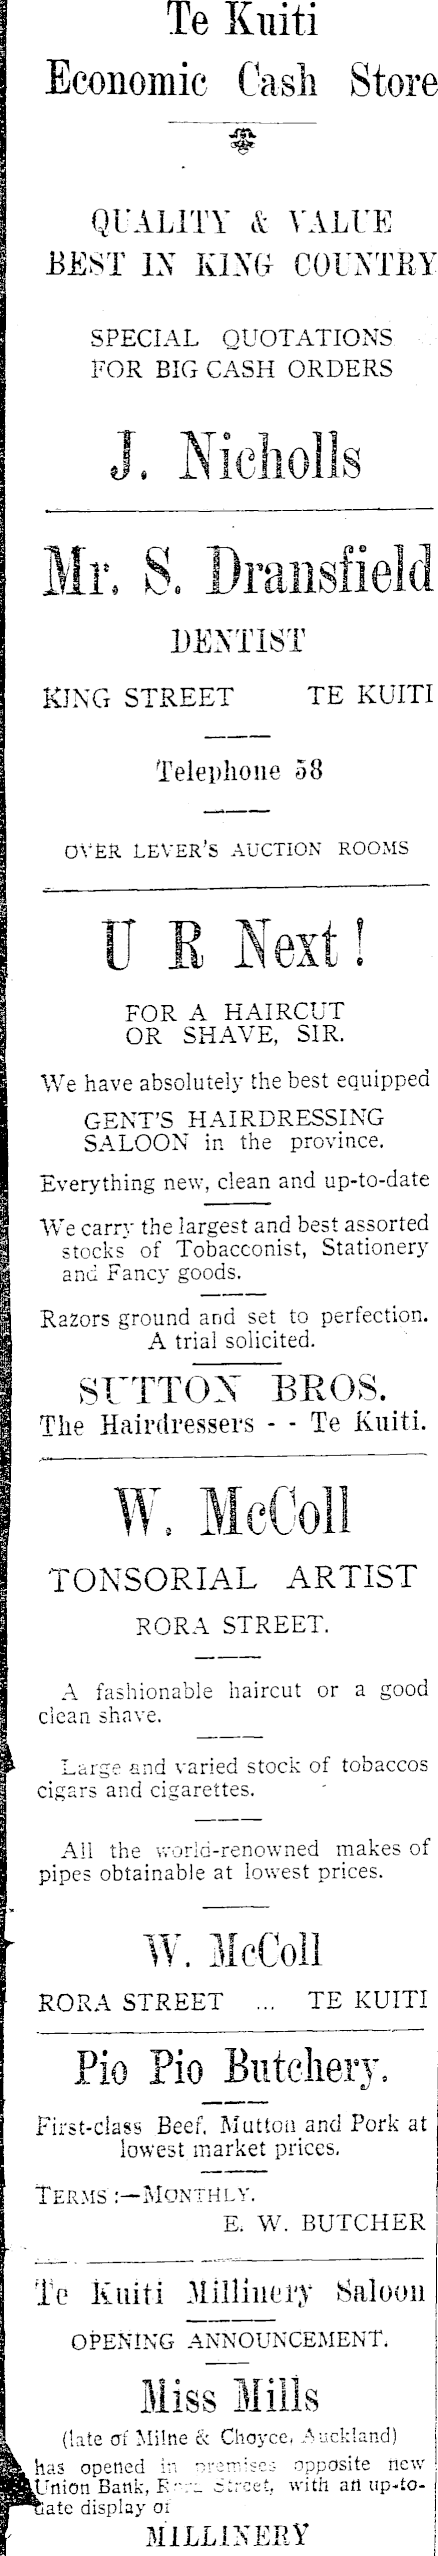 Te Kuiti
Economic Cash Store
QUALITY & VALUE
BEST IN KING COUNTRY
SPECIAL QUOTATIONS
FOR BIG CASH ORDERS
J. Nicholls
Mr. S. Dransfield
DENTIST
KING STREET TE KUITI
Telephone 58
OVER LEVER'S AUCTION ROOMS
U R Next!
FOR A HAIRCUT
OR SHAVE, SIR.
We have absolutely the best equipped
GENT'S HAIRDRESSING
SALOON in the province.
Everything new, clean and up-to-date
We carry the largest and best assorted
stocks of Tobacconist, Stationery
and Fancy goods.
Razors ground and set to perfection.
A trial solicited.
SUTTON BROS.
The Hairdressers - - Te Kuiti.
W. McColl
TONSORIAL ARTIST
RORA STREET.
A fashionable haircut or a good
clean shave.
Large and varied stock of tobaccos
cigars and cigarettes.
All the world-renowned makes of
pipes obtainable at lowest prices.
W. McColl
RORA STREET ... TE KUITI
Pio Pio Butchery.
First-class Beef, Mutton and Pork at
lowest market prices.
TERMS :—MONTHLY.
E. W. BUTCHER
Te Kuiti Millinery Saloon
OPENING ANNOUNCEMENT.
Miss Mills
(late of Milne & Choyce, Auckland)
has opened in premises opposite new
Union Bank, Rora Street, with an up-to-
date display of
MILLINERY